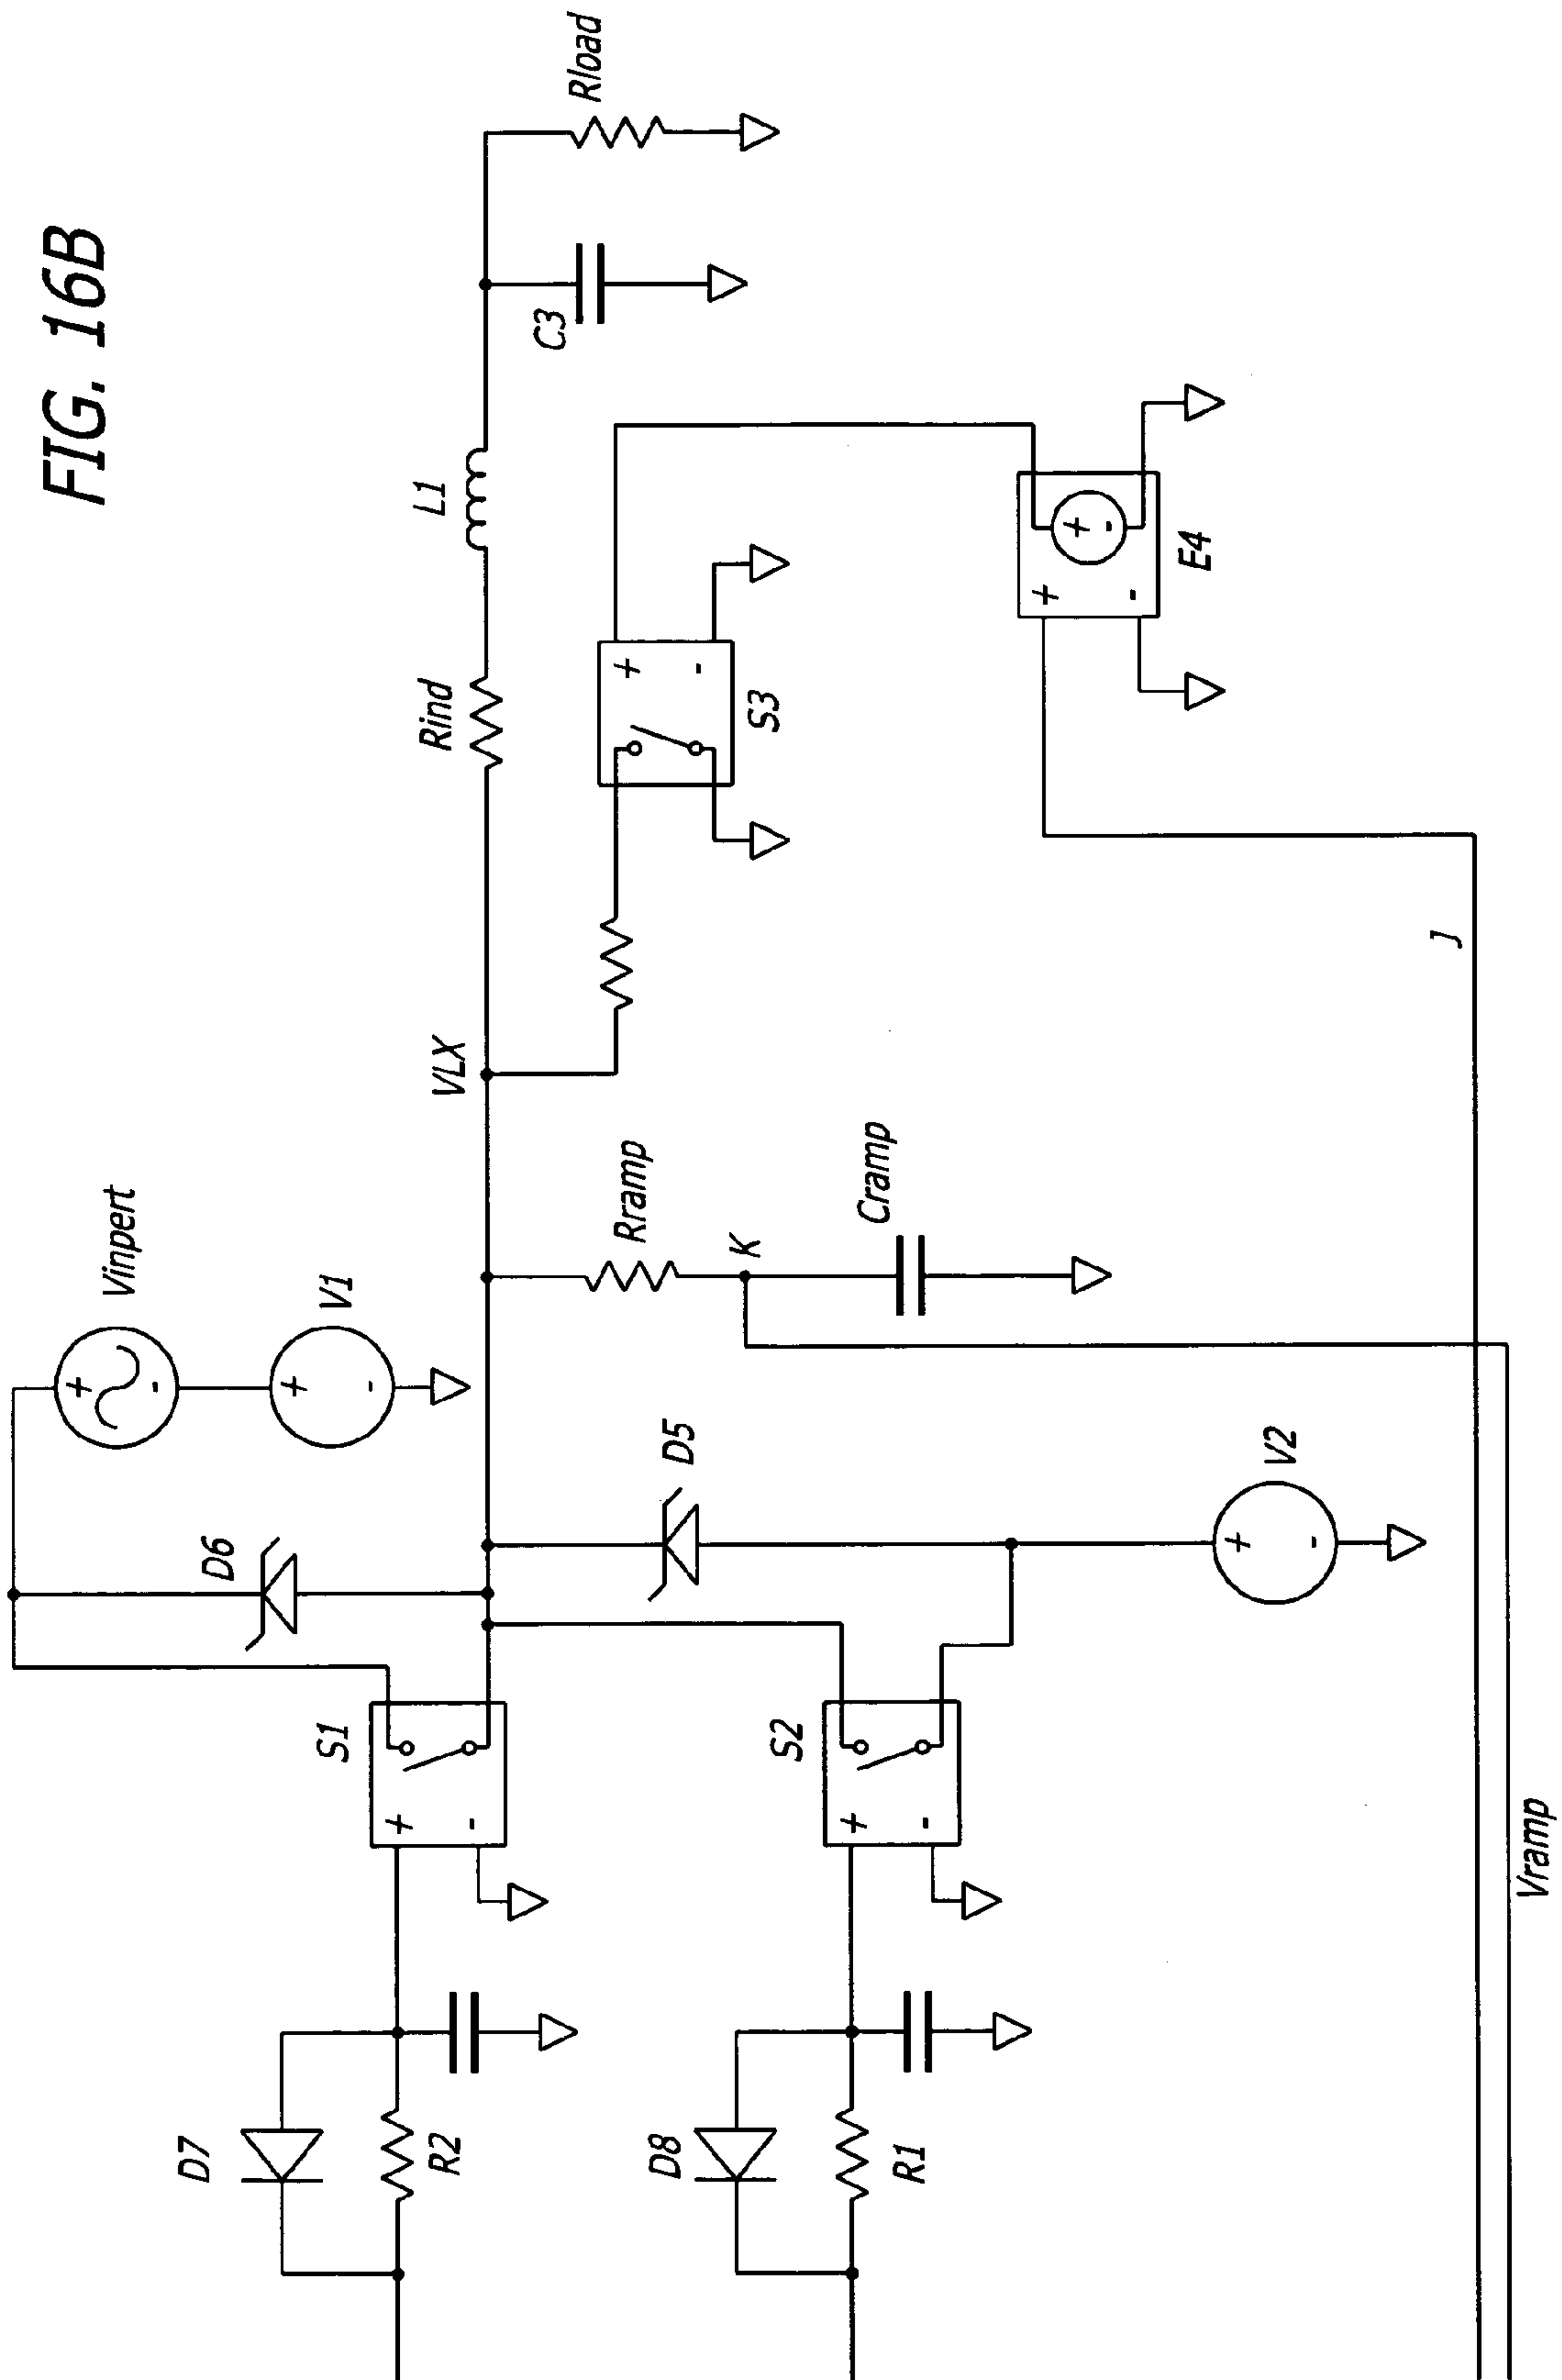 FIG. 16B
Vinpert
V1
D6
S1
+
-
D7
R2
VLX
Rind
L1
C3
Rload
D5
Rramp
K
Cramp
S3
+
-
S2
+
-
D8
R1
V2
+
-
E4
+
-
+
-
J
Vramp
+
-
+
-